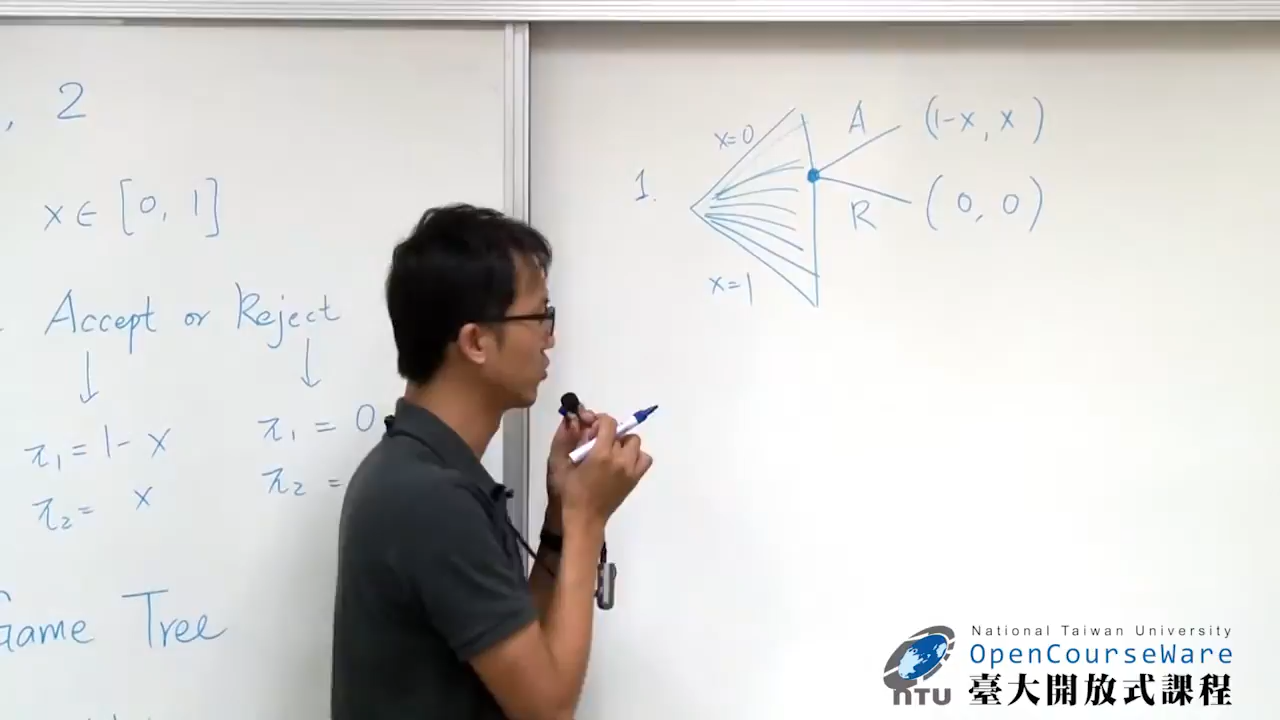 , 2
x ∈ [0, 1]
Accept or Reject
π₁ = 1 - x
π₂ = x
π₁ = 0
π₂ =
Game Tree
1.
x=0
x=1
A
(1-x, x)
R
(0, 0)
National Taiwan University
OpenCourseWare
臺大開放式課程
NTU